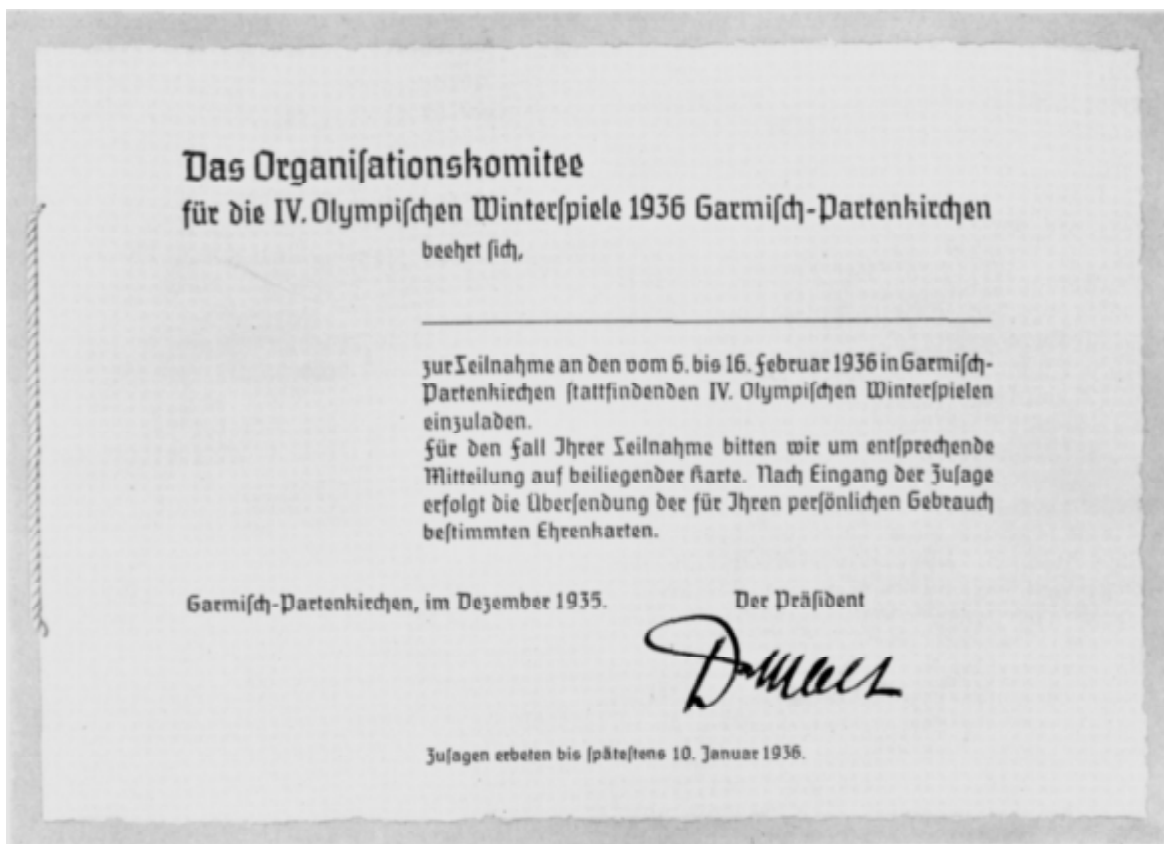 Das Organiſationskomitee
für die IV. Olympiſchen Winterſpiele 1936 Garmiſch-Partenkirchen
beehrt ſich,
zur Teilnahme an den vom 6. bis 16. Februar 1936 in Garmiſch-
Partenkirchen ſtattfindenden IV. Olympiſchen Winterſpielen
einzuladen.
Für den Fall Ihrer Teilnahme bitten wir um entſprechende
Mitteilung auf beiliegender Karte. Nach Eingang der Zuſage
erfolgt die Überſendung der für Ihren perſönlichen Gebrauch
beſtimmten Ehrenkarten.
Garmiſch-Partenkirchen, im Dezember 1935.
Der Präſident
Zuſagen erbeten bis ſpäteſtens 10. Januar 1936.